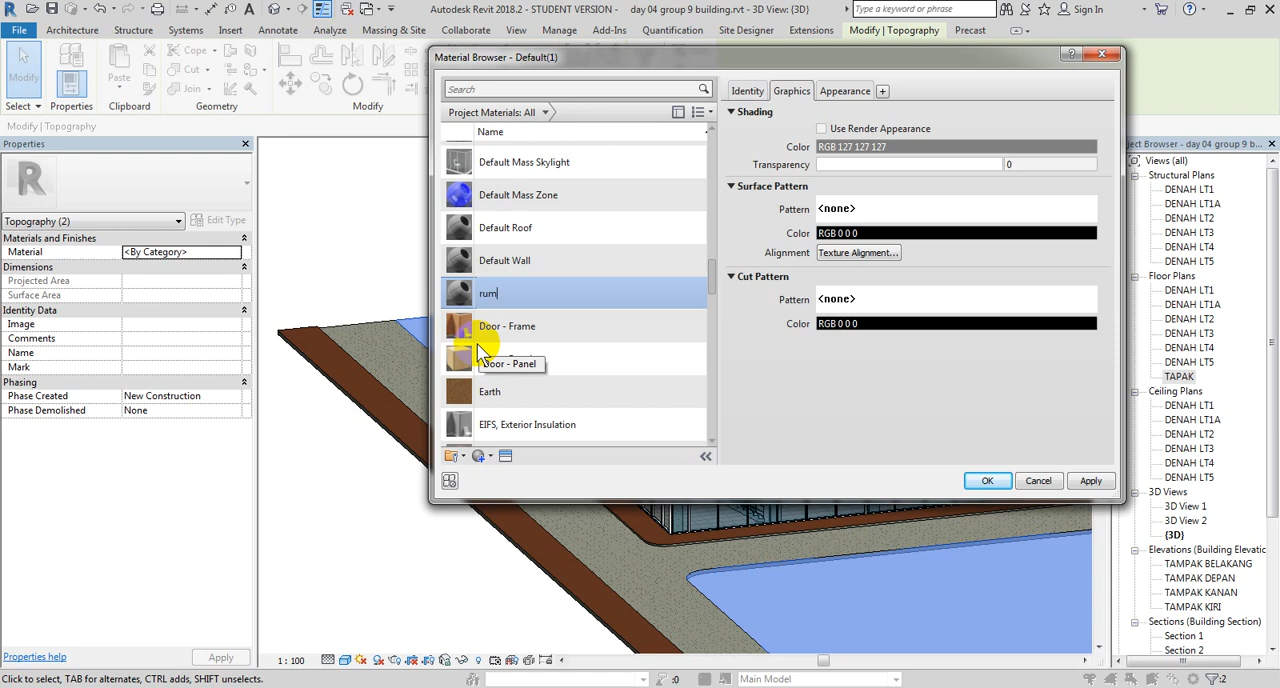 Autodesk Revit 2018.2 - STUDENT VERSION - day 04 group 9 building.rvt - 3D View: {3D}
Type a keyword or phrase
Sign In
File Architecture Structure Systems Insert Annotate Analyze Massing & Site Collaborate View Manage Add-Ins Quantification Site Designer Extensions Modify | Topography Precast
Modify
Paste
Cope
Cut
Join
Select Properties Clipboard Geometry Modify
Modify | Topography
Properties
R
Topography (2)
Edit Type
Materials and Finishes
Material <By Category>
Dimensions
Projected Area
Surface Area
Identity Data
Image
Comments
Name
Mark
Phasing
Phase Created New Construction
Phase Demolished None
Properties help
Apply
Material Browser - Default(1)
Search
Project Materials: All
Name
Default Mass Skylight
Default Mass Zone
Default Roof
Default Wall
rum
Door - Frame
Door - Panel
Earth
EIFS, Exterior Insulation
Identity Graphics Appearance
Shading
Use Render Appearance
Color RGB 127 127 127
Transparency 0
Surface Pattern
Pattern <none>
Color RGB 0 0 0
Alignment Texture Alignment...
Cut Pattern
Pattern <none>
Color RGB 0 0 0
OK Cancel Apply
ject Browser - day 04 group 9 b...
Views (all)
Structural Plans
DENAH LT1
DENAH LT1A
DENAH LT2
DENAH LT3
DENAH LT4
DENAH LT5
Floor Plans
DENAH LT1
DENAH LT1A
DENAH LT2
DENAH LT3
DENAH LT4
DENAH LT5
TAPAK
Ceiling Plans
DENAH LT1
DENAH LT1A
DENAH LT2
DENAH LT3
DENAH LT4
DENAH LT5
3D Views
3D View 1
3D View 2
{3D}
Elevations (Building Elevatic
TAMPAK BELAKANG
TAMPAK DEPAN
TAMPAK KANAN
TAMPAK KIRI
Sections (Building Section)
Section 1
Section 2
1 : 100
Click to select, TAB for alternates, CTRL adds, SHIFT unselects.
:0
Main Model
:2